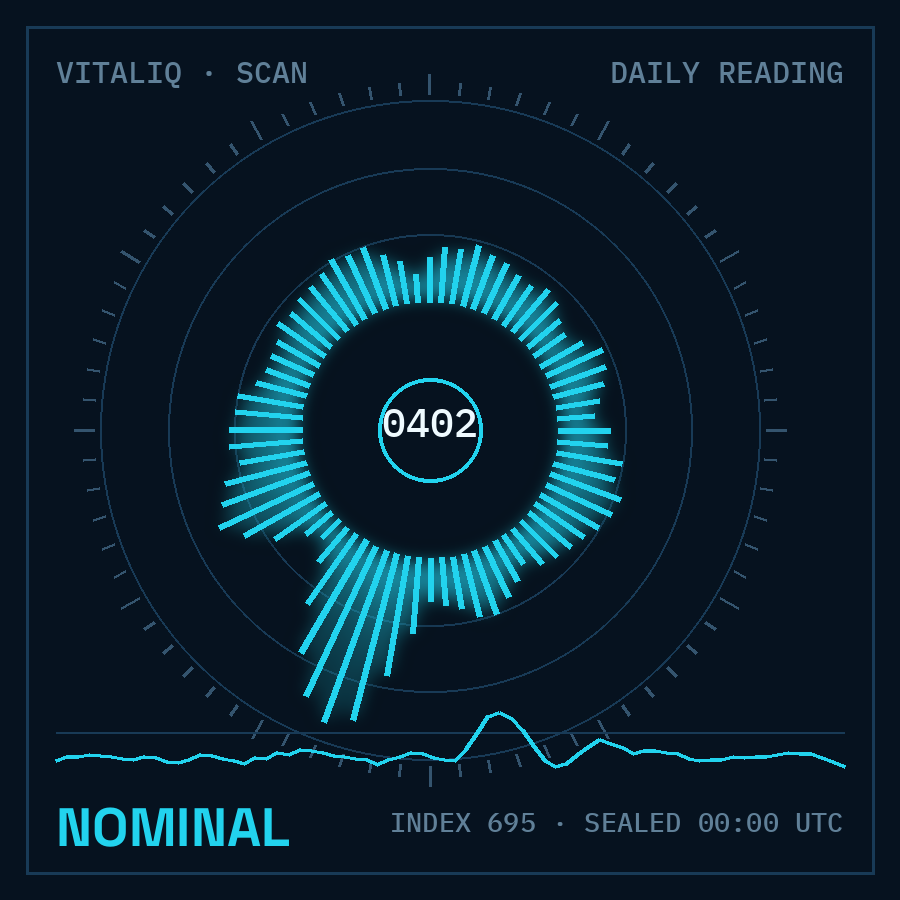 VITALIQ · SCAN
DAILY READING
0402
NOMINAL
INDEX 695 · SEALED 00:00 UTC